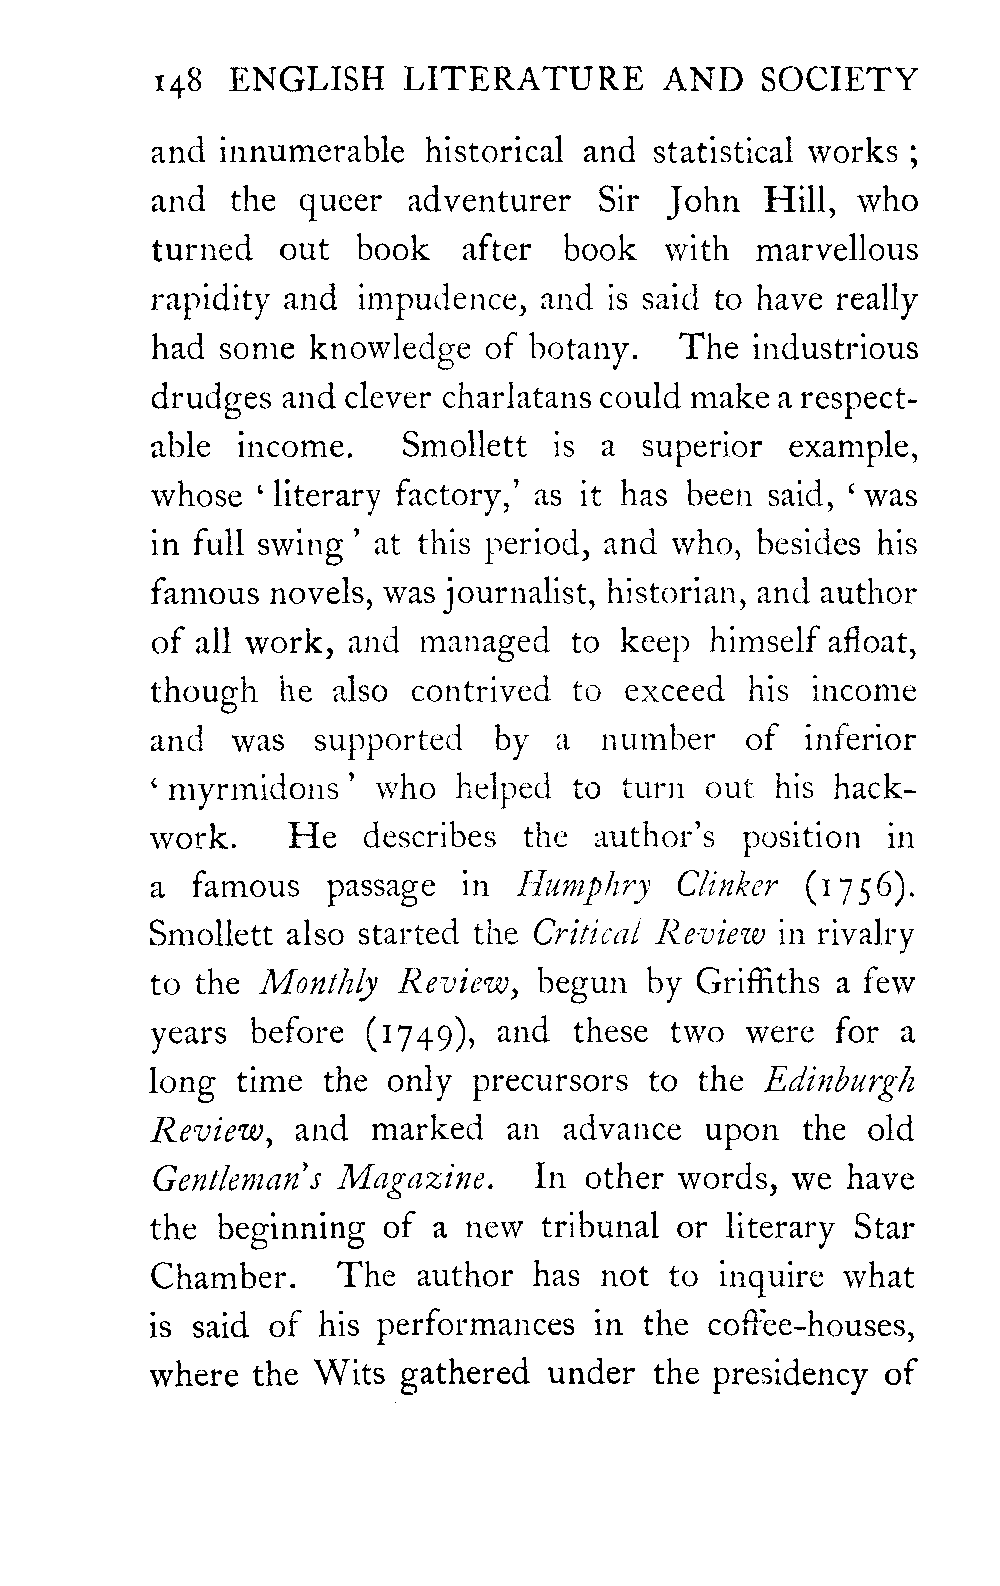 148 ENGLISH LITERATURE AND SOCIETY
and innumerable historical and statistical works ;
and the queer adventurer Sir John Hill, who
turned out book after book with marvellous
rapidity and impudence, and is said to have really
had some knowledge of botany. The industrious
drudges and clever charlatans could make a respect-
able income. Smollett is a superior example,
whose ‘ literary factory,’ as it has been said, ‘ was
in full swing ’ at this period, and who, besides his
famous novels, was journalist, historian, and author
of all work, and managed to keep himself afloat,
though he also contrived to exceed his income
and was supported by a number of inferior
‘ myrmidons ’ who helped to turn out his hack-
work. He describes the author’s position in
a famous passage in Humphry Clinker (1756).
Smollett also started the Critical Review in rivalry
to the Monthly Review, begun by Griffiths a few
years before (1749), and these two were for a
long time the only precursors to the Edinburgh
Review, and marked an advance upon the old
Gentleman’s Magazine. In other words, we have
the beginning of a new tribunal or literary Star
Chamber. The author has not to inquire what
is said of his performances in the coffee-houses,
where the Wits gathered under the presidency of